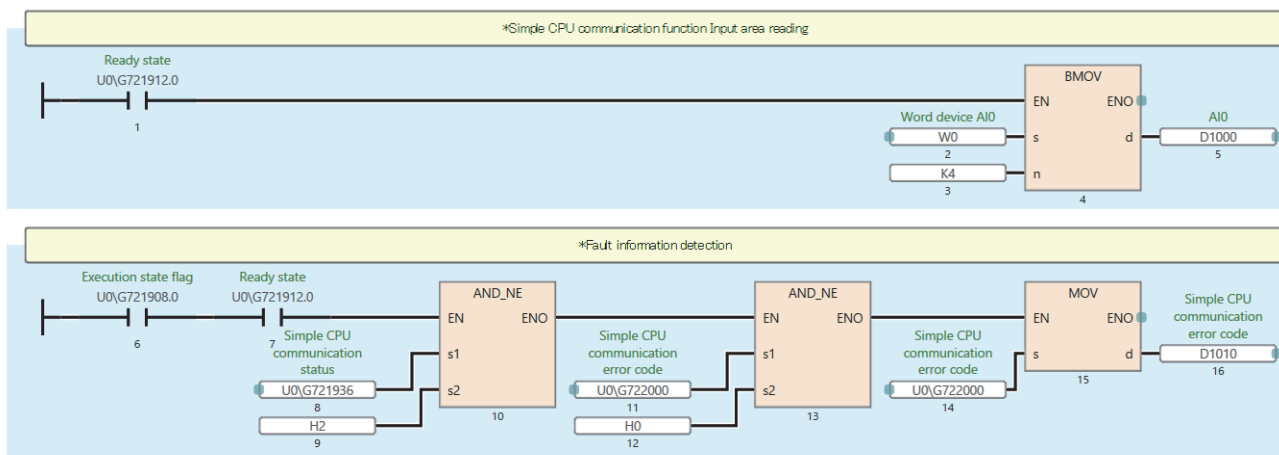 *Simple CPU communication function Input area reading
Ready state
U0\G721912.0
1
BMOV
EN ENO
Word device AI0
W0
2
s
K4
3
n
d
4
AI0
D1000
5
*Fault information detection
Execution state flag
U0\G721908.0
6
Ready state
U0\G721912.0
7
Simple CPU
communication
status
U0\G721936
8
H2
9
AND_NE
EN ENO
s1
s2
10
Simple CPU
communication
error code
U0\G722000
11
H0
12
AND_NE
EN ENO
s1
s2
13
Simple CPU
communication
error code
U0\G722000
14
MOV
EN ENO
s d
15
Simple CPU
communication
error code
D1010
16